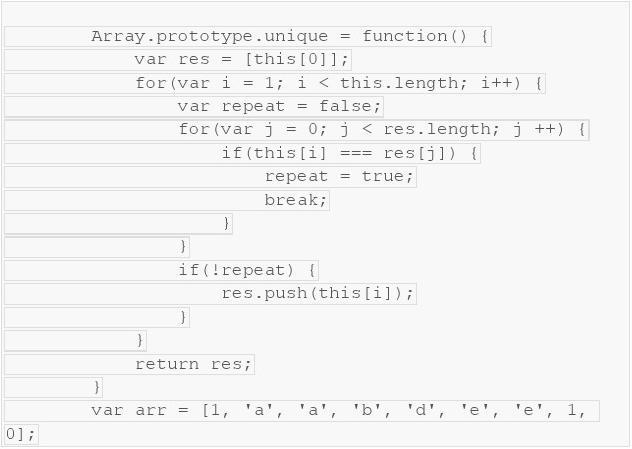 Array.prototype.unique = function() {
var res = [this[0]];
for(var i = 1; i < this.length; i++) {
var repeat = false;
for(var j = 0; j < res.length; j ++) {
if(this[i] === res[j]) {
repeat = true;
break;
}
}
if(!repeat) {
res.push(this[i]);
}
}
return res;
}
var arr = [1, 'a', 'a', 'b', 'd', 'e', 'e', 1,
0];